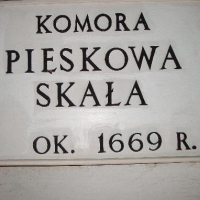 KOMORA
PIĘSKOWA
SKAŁA
OK. 1669 R.